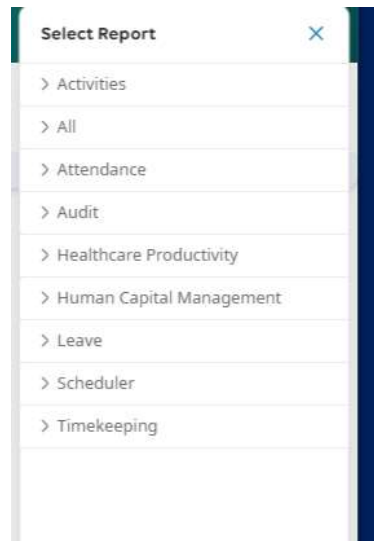 Select Report
Activities
All
Attendance
Audit
Healthcare Productivity
Human Capital Management
Leave
Scheduler
Timekeeping